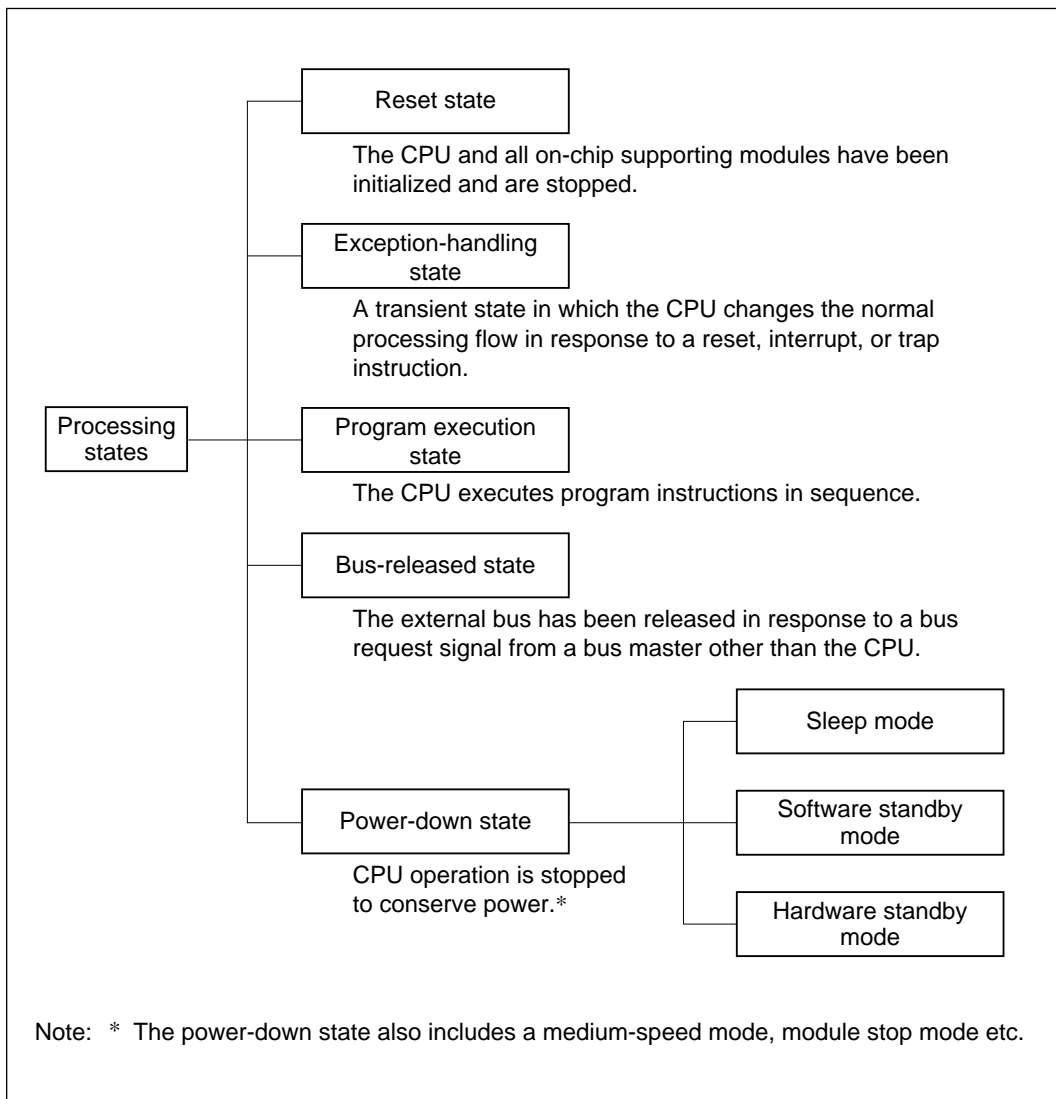 Reset state
The CPU and all on-chip supporting modules have been
initialized and are stopped.
Exception-handling
state
A transient state in which the CPU changes the normal
processing flow in response to a reset, interrupt, or trap
instruction.
Processing
states
Program execution
state
The CPU executes program instructions in sequence.
Bus-released state
The external bus has been released in response to a bus
request signal from a bus master other than the CPU.
Sleep mode
Power-down state
Software standby
mode
CPU operation is stopped
to conserve power.*
Hardware standby
mode
Note: * The power-down state also includes a medium-speed mode, module stop mode etc.